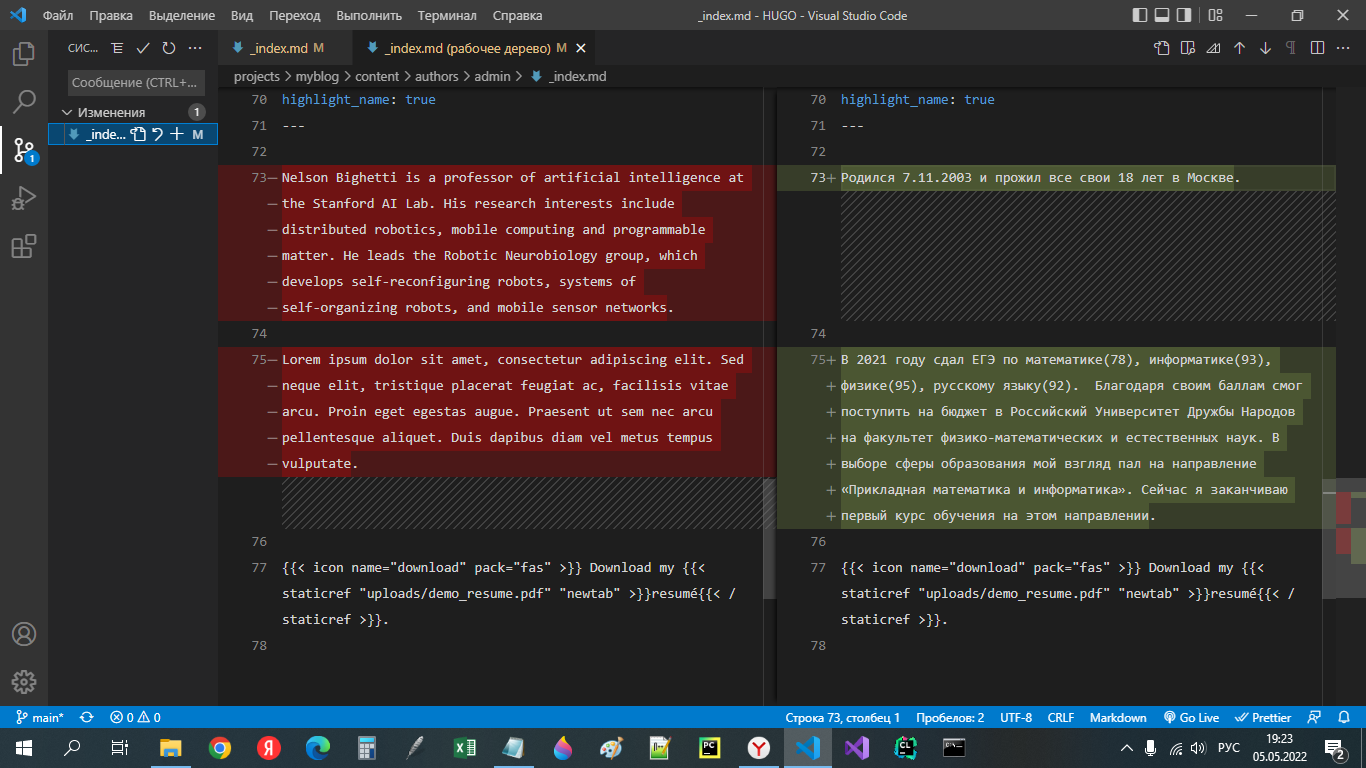 Файл Правка Выделение Вид Переход Выполнить Терминал Справка
_index.md - HUGO - Visual Studio Code
СИС...
_index.md M
_index.md (рабочее дерево) M
Сообщение (CTRL+...
projects > myblog > content > authors > admin > _index.md
Изменения 1
_inde... M
1
70 highlight_name: true
71 ---
72
73— Nelson Bighetti is a professor of artificial intelligence at
— the Stanford AI Lab. His research interests include
— distributed robotics, mobile computing and programmable
— matter. He leads the Robotic Neurobiology group, which
— develops self-reconfiguring robots, systems of
— self-organizing robots, and mobile sensor networks.
74
75— Lorem ipsum dolor sit amet, consectetur adipiscing elit. Sed
— neque elit, tristique placerat feugiat ac, facilisis vitae
— arcu. Proin eget egestas augue. Praesent ut sem nec arcu
— pellentesque aliquet. Duis dapibus diam vel metus tempus
— vulputate.
76
77 {{< icon name="download" pack="fas" >}} Download my {{<
staticref "uploads/demo_resume.pdf" "newtab" >}}resumé{{< /
staticref >}}.
78
70 highlight_name: true
71 ---
72
73+ Родился 7.11.2003 и прожил все свои 18 лет в Москве.
74
75+ В 2021 году сдал ЕГЭ по математике(78), информатике(93),
+ физике(95), русскому языку(92).  Благодаря своим баллам смог
+ поступить на бюджет в Российский Университет Дружбы Народов
+ на факультет физико-математических и естественных наук. В
+ выборе сферы образования мой взгляд пал на направление
+ «Прикладная математика и информатика». Сейчас я заканчиваю
+ первый курс обучения на этом направлении.
76
77 {{< icon name="download" pack="fas" >}} Download my {{<
staticref "uploads/demo_resume.pdf" "newtab" >}}resumé{{< /
staticref >}}.
78
main* 0 0
Строка 73, столбец 1 Пробелов: 2 UTF-8 CRLF Markdown Go Live Prettier
РУС
19:23
05.05.2022
2